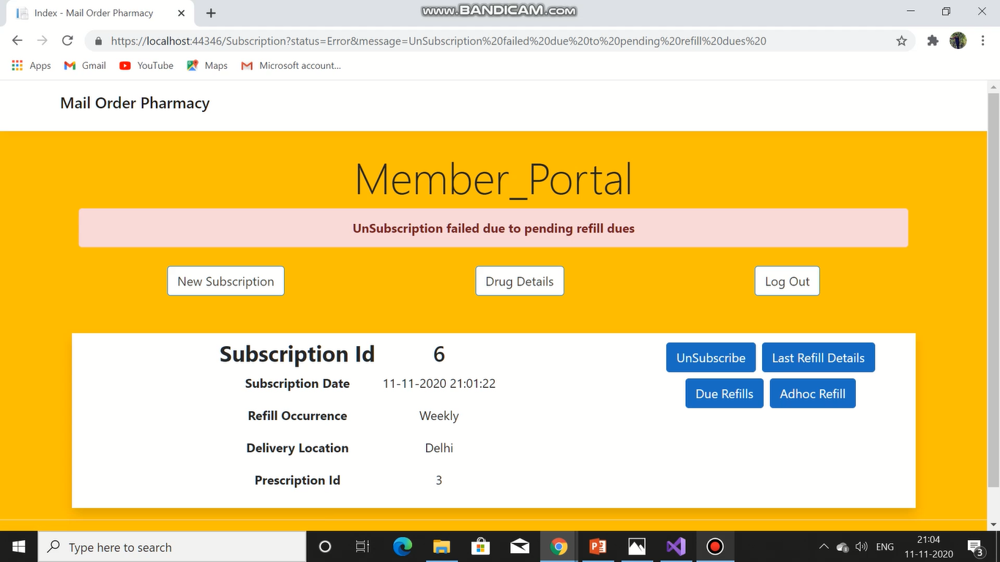 Index - Mail Order Pharmacy
www.BANDICAM.com
https://localhost:44346/Subscription?status=Error&message=UnSubscription%20failed%20due%20to%20pending%20refill%20dues%20
Apps Gmail YouTube Maps Microsoft account...
Mail Order Pharmacy
Member_Portal
UnSubscription failed due to pending refill dues
New Subscription Drug Details Log Out
Subscription Id 6 UnSubscribe Last Refill Details
Subscription Date 11-11-2020 21:01:22 Due Refills Adhoc Refill
Refill Occurrence Weekly
Delivery Location Delhi
Prescription Id 3
Type here to search ENG 21:04
11-11-2020 3